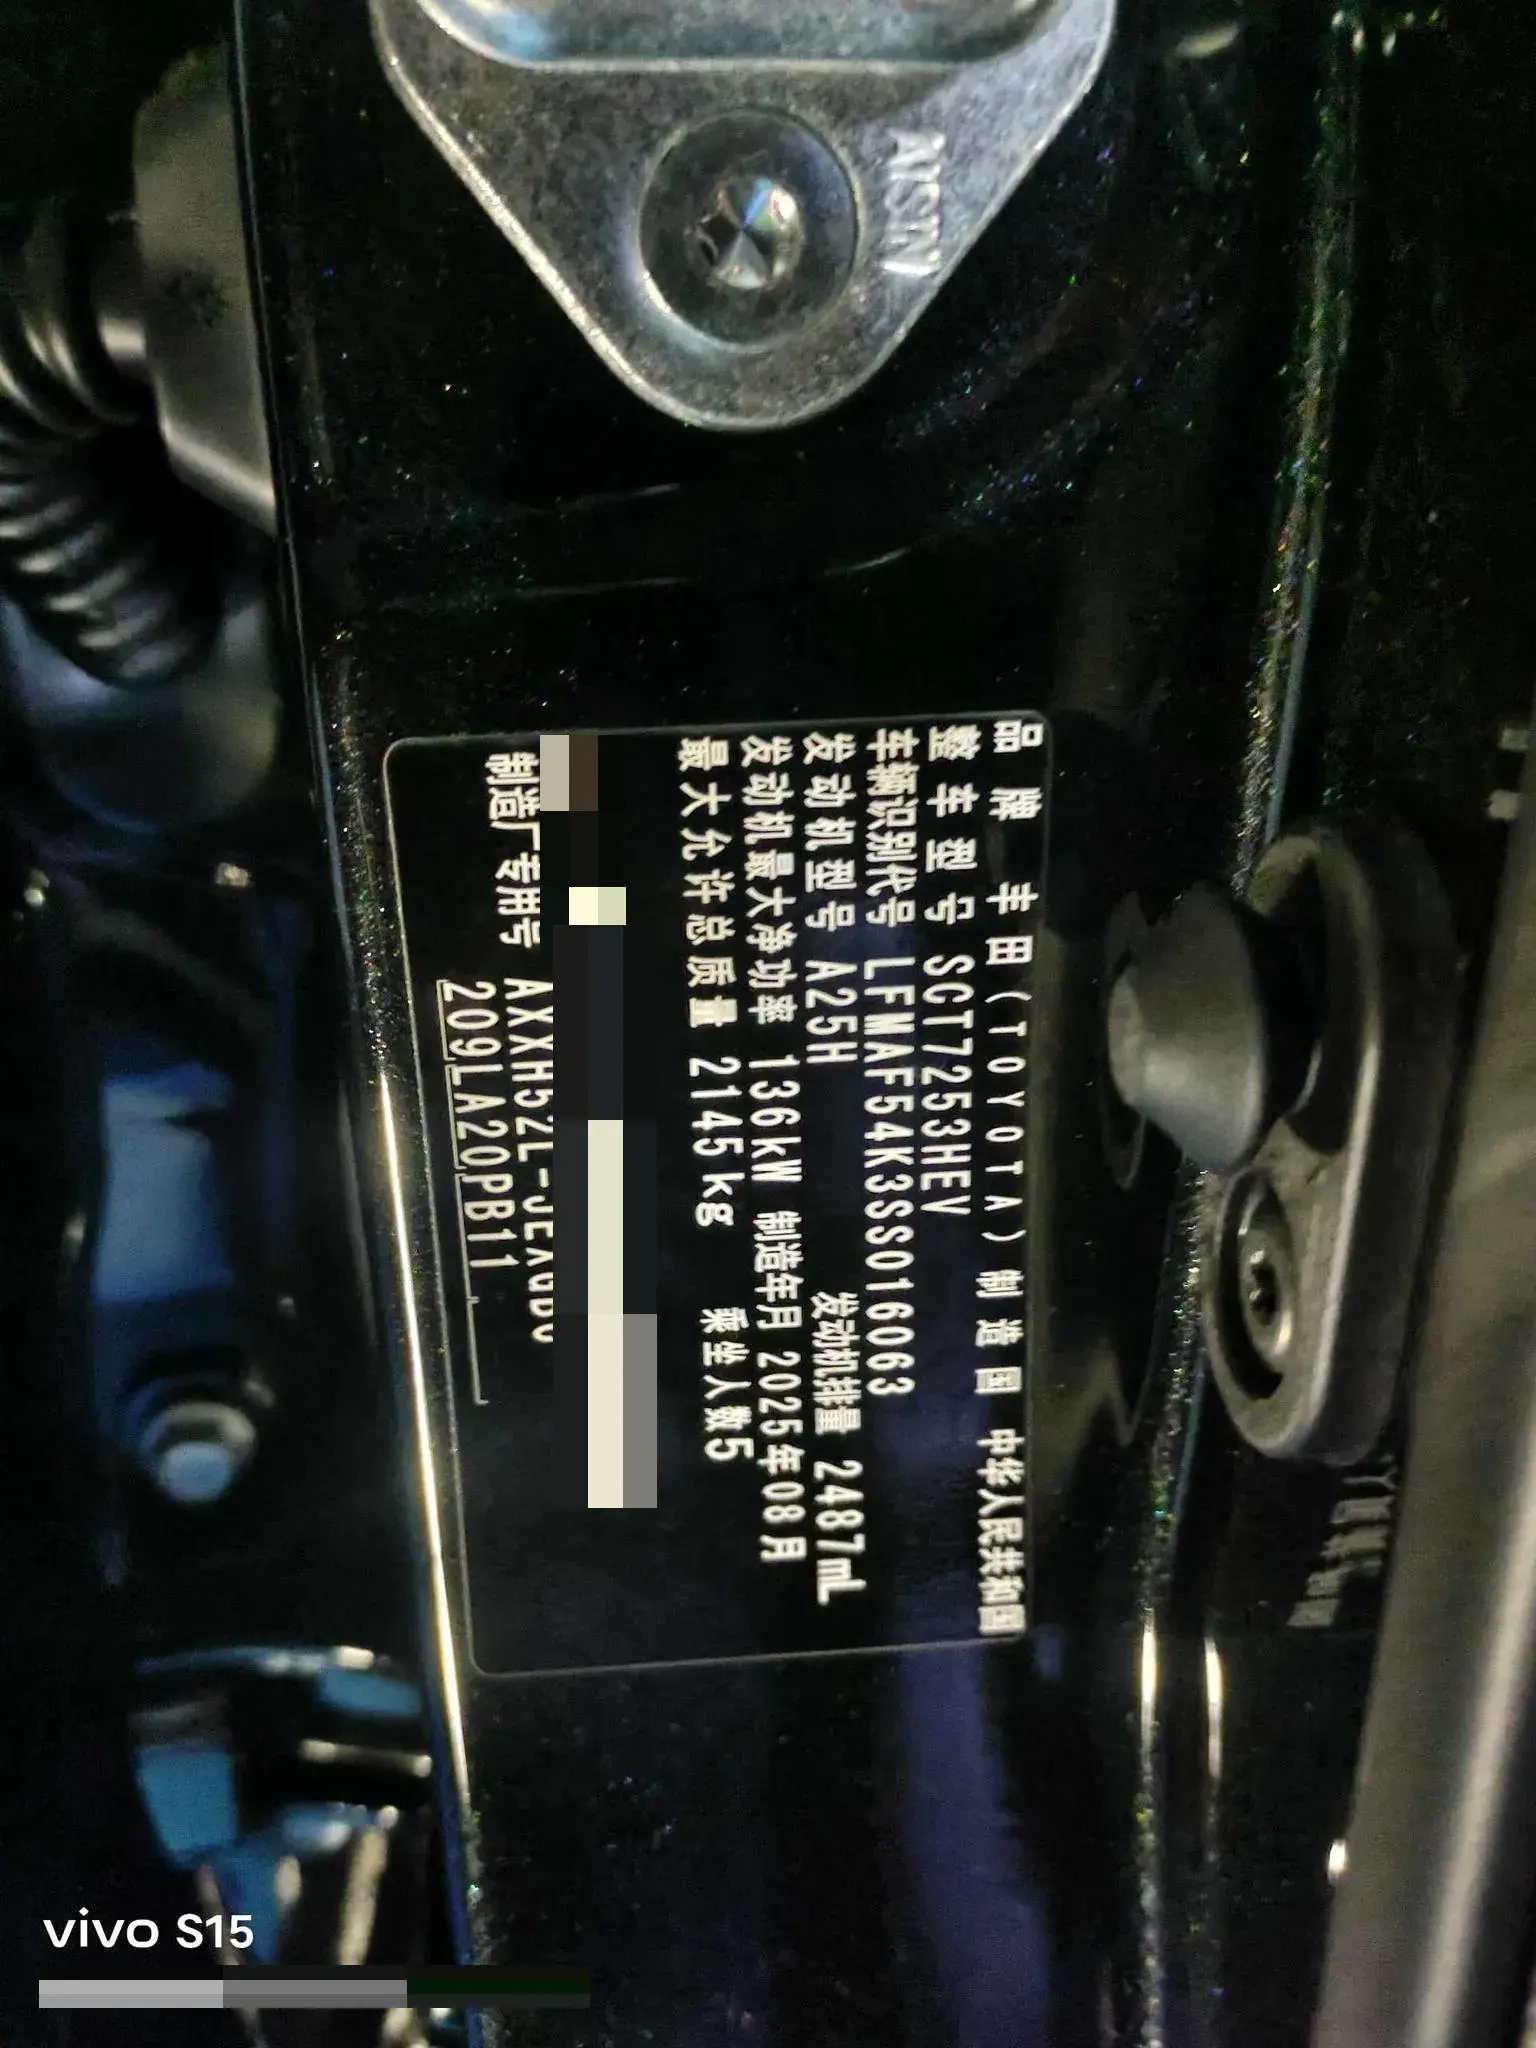 AISIN
品牌 丰田(TOYOTA) 制造国 中华人民共和国
整车型号 SGT7253HEV
车辆识别代号 LFMAF54K3SS016063
发动机型号 A25H 发动机排量 2487mL
发动机最大净功率 136kW 制造年月 2025年08月
最大允许总质量 2145kg 乘坐人数5
制造厂专用号 AXXH52L-
209LA20PB11
vivo S15